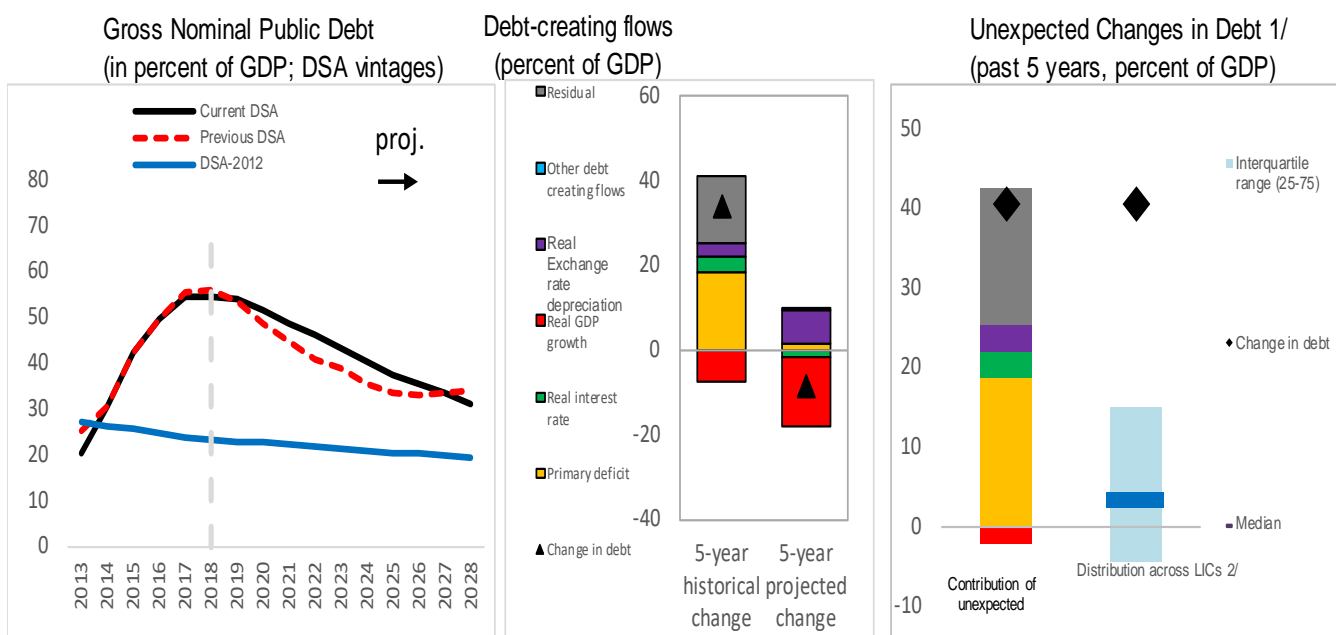 Gross Nominal Public Debt
(in percent of GDP; DSA vintages)
Current DSA
Previous DSA
DSA-2012
proj.
80
70
60
50
40
30
20
10
0
2013
2014
2015
2016
2017
2018
2019
2020
2021
2022
2023
2024
2025
2026
2027
2028
Debt-creating flows
(percent of GDP)
Residual
Other debt
creating flows
Real
Exchange
rate
depreciation
Real GDP
growth
Real interest
rate
Primary deficit
Change in debt
60
40
20
0
-20
-40
5-year
historical
change
5-year
projected
change
Unexpected Changes in Debt 1/
(past 5 years, percent of GDP)
50
40
30
20
10
0
-10
Contribution of
unexpected
Distribution across LICs 2/
Interquartile
range (25-75)
Change in debt
Median